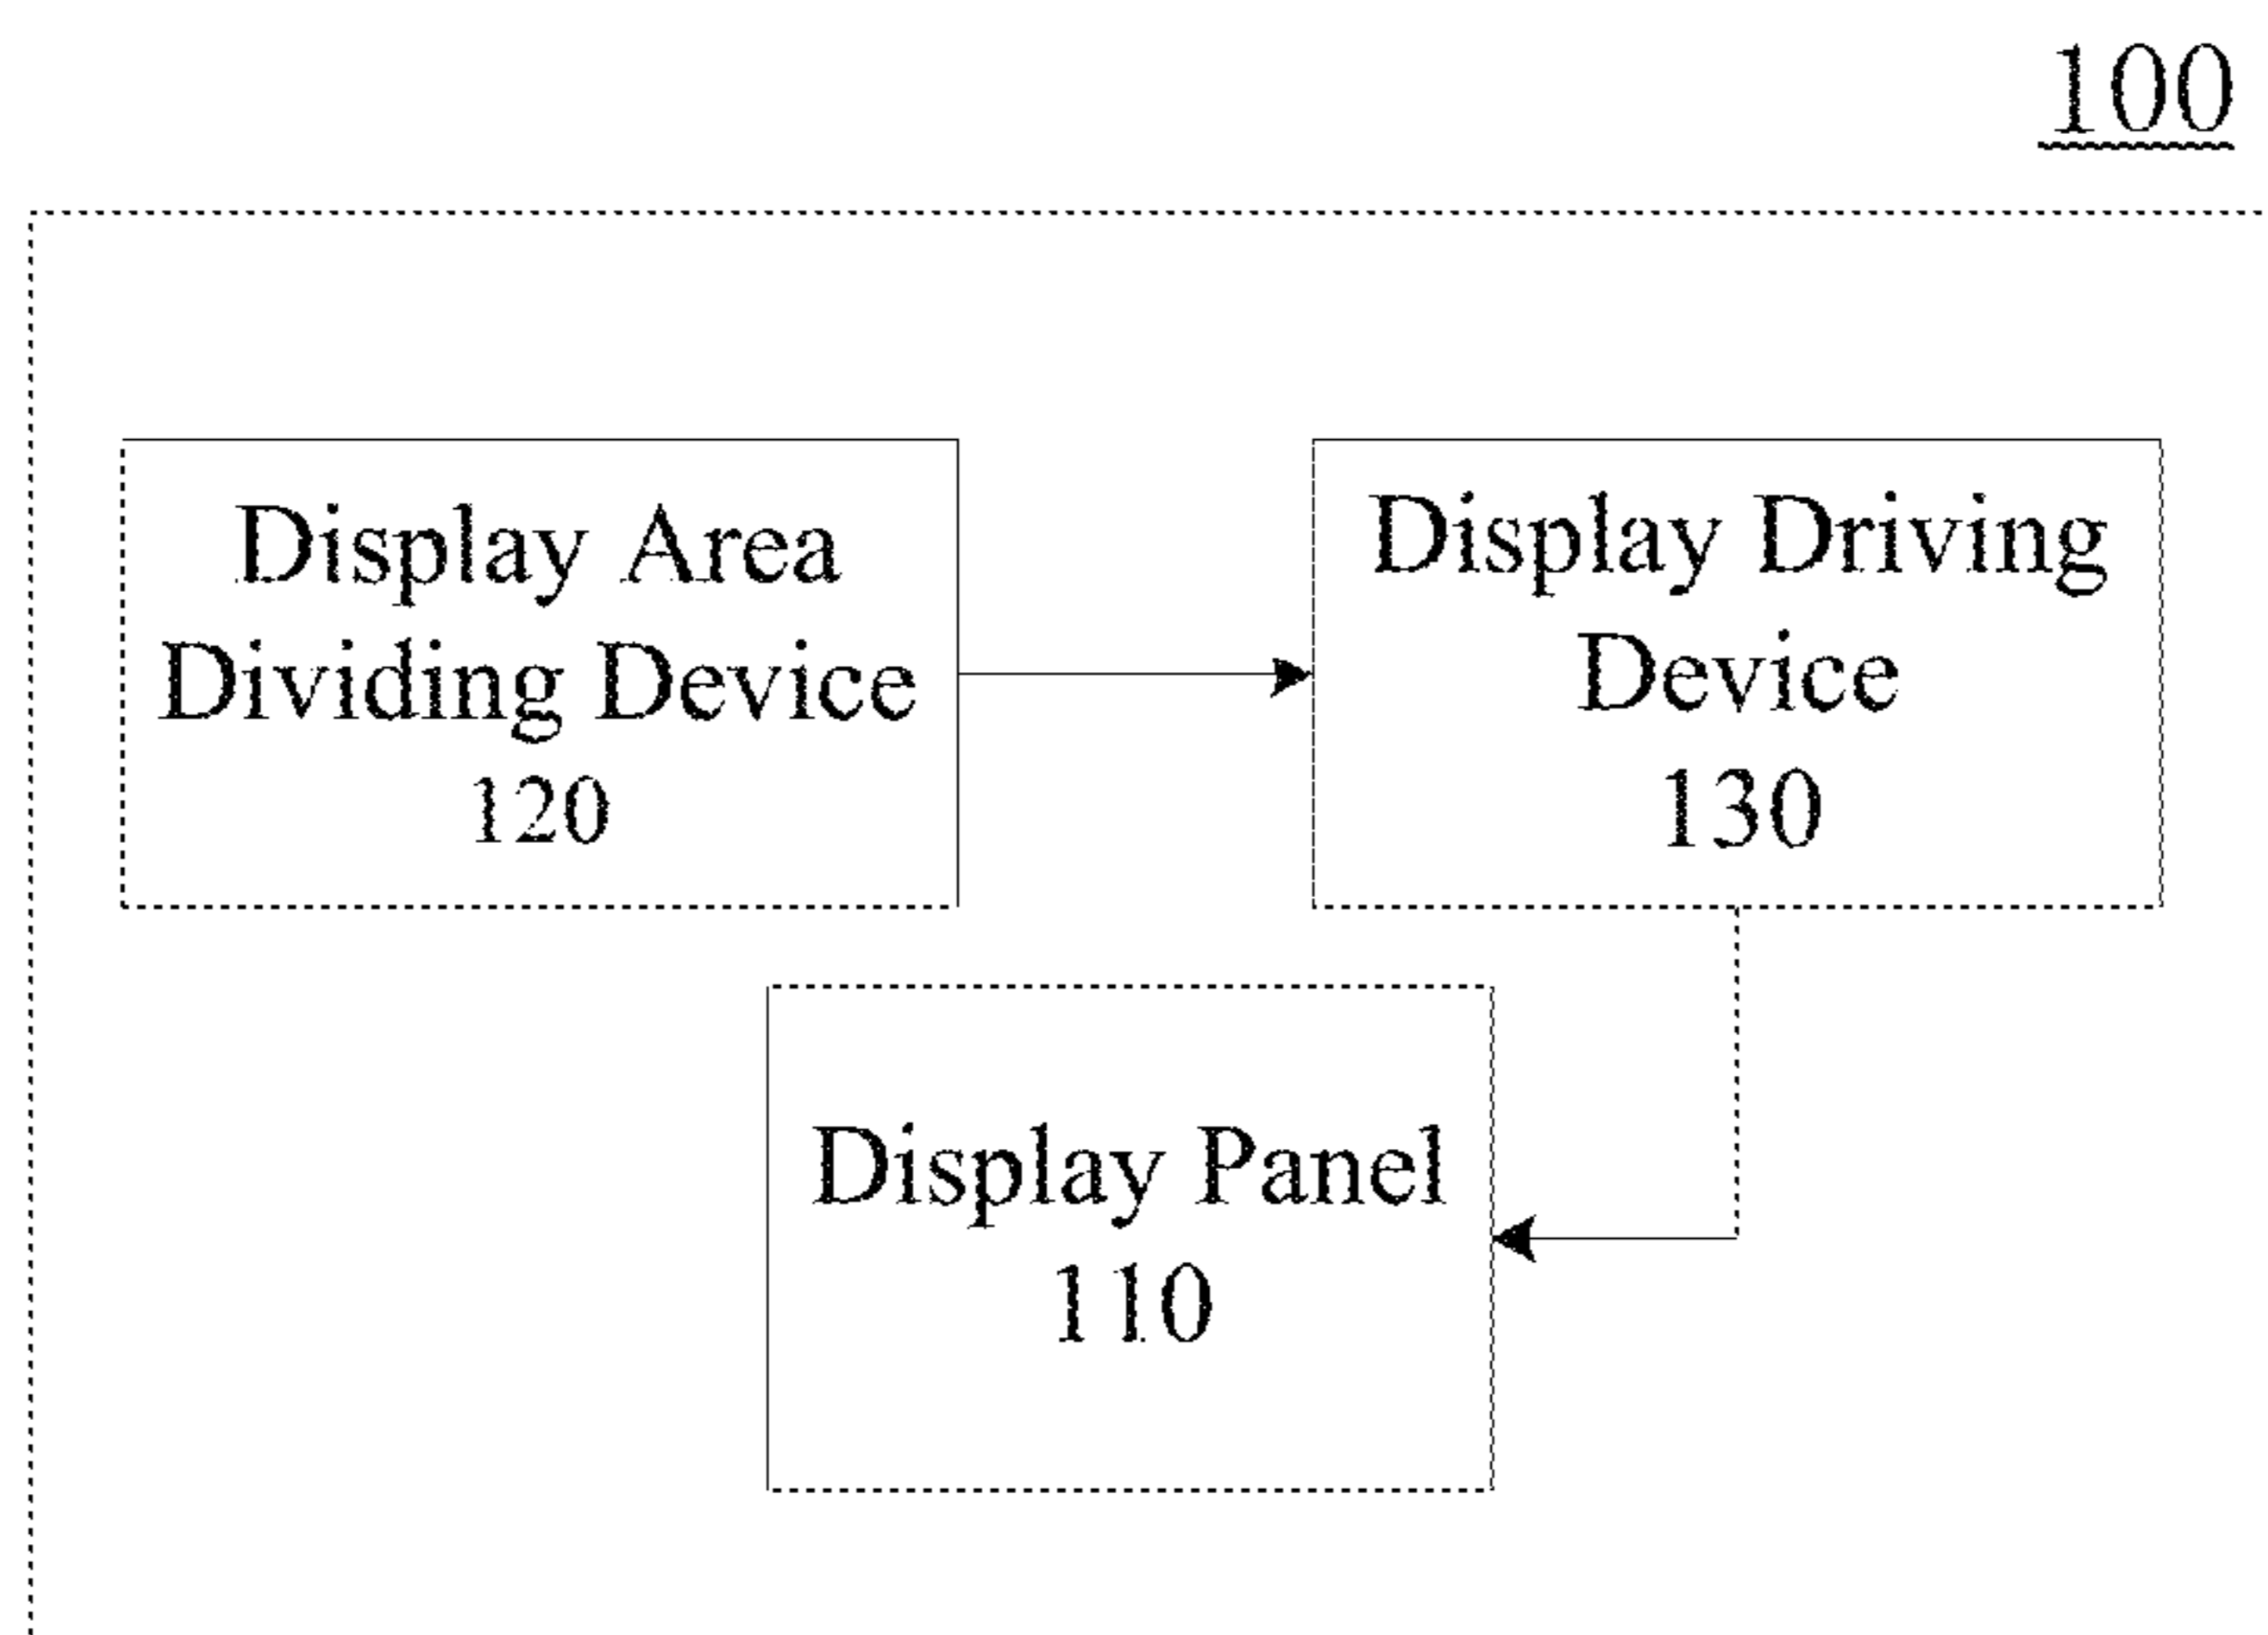 100
Display Area
Dividing Device
120
Display Driving
Device
130
Display Panel
110